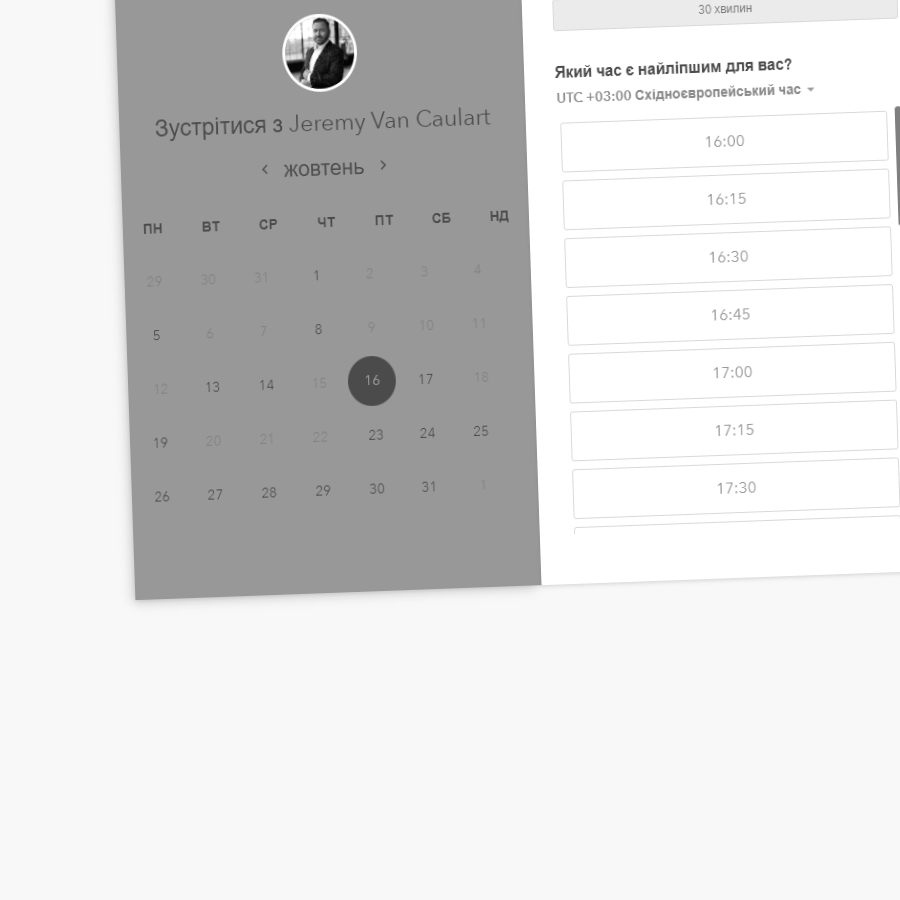 Зустрітися з Jeremy Van Caulart
‹ жовтень ›
ПН ВТ СР ЧТ ПТ СБ НД
29 30 31 1 2 3 4
5 6 7 8 9 10 11
12 13 14 15 16 17 18
19 20 21 22 23 24 25
26 27 28 29 30 31 1
30 хвилин
Який час є найліпшим для вас?
UTC +03:00 Східноєвропейський час
16:00
16:15
16:30
16:45
17:00
17:15
17:30